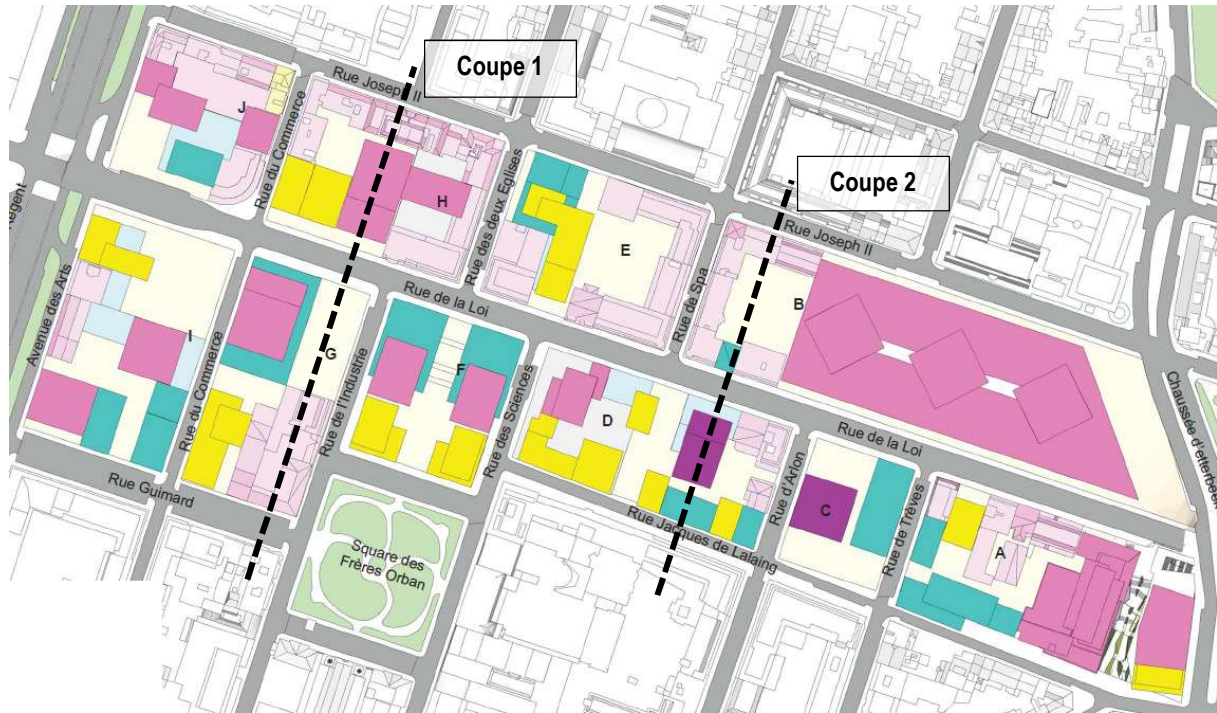 Coupe 1
Rue Joseph II
J
Rue du Commerce
H
Rue des deux Eglises
Coupe 2
Rue Joseph II
E
Rue de Spa
B
Regent
Avenue des Arts
Rue de la Loi
I
Rue du Commerce
G
Rue de l'Industrie
F
Rue des Sciences
D
Rue de la Loi
Chaussée d'etterbeek
Rue Guimard
Square des
Frères Orban
Rue Jacques de Lalaing
Rue d'Arlon
C
Rue de Trèves
A